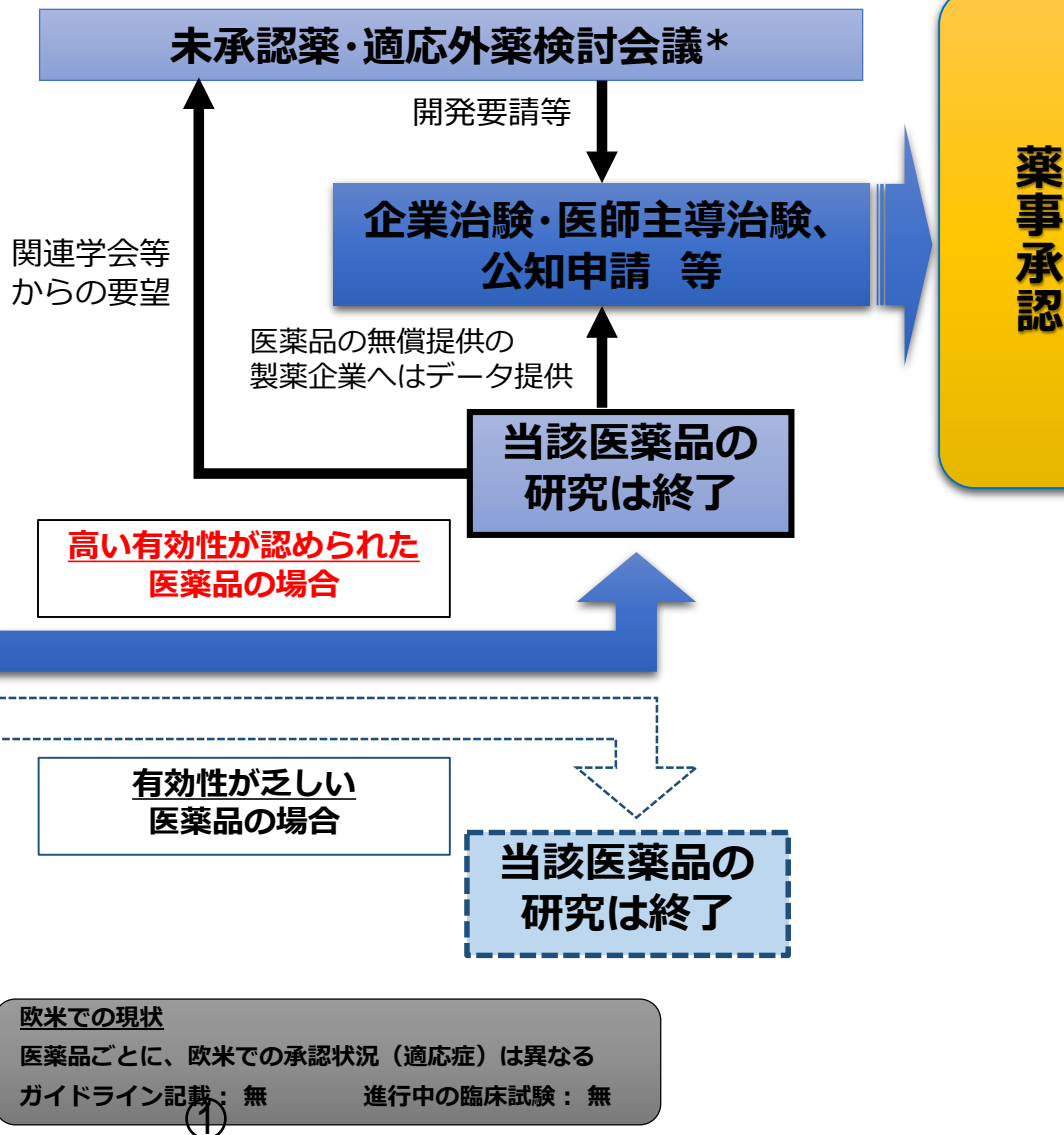 未承認薬･適応外薬検討会議*
開発要請等
企業治験･医師主導治験、
公知申請 等
薬事承認
関連学会等
からの要望
医薬品の無償提供の
製薬企業へはデータ提供
当該医薬品の
研究は終了
高い有効性が認められた
医薬品の場合
有効性が乏しい
医薬品の場合
当該医薬品の
研究は終了
欧米での現状
医薬品ごとに、欧米での承認状況（適応症）は異なる
ガイドライン記載： 無 進行中の臨床試験： 無
①